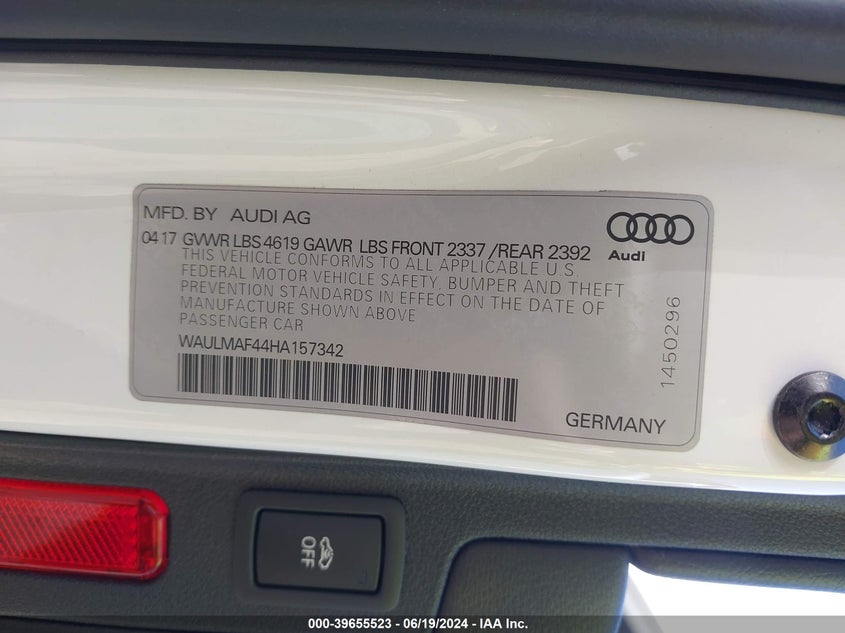 MFD. BY AUDI AG
0417 GVWR LBS 4619 GAWR LBS FRONT 2337 /REAR 2392
THIS VEHICLE CONFORMS TO ALL APPLICABLE U.S.
FEDERAL MOTOR VEHICLE SAFETY, BUMPER AND THEFT
PREVENTION STANDARDS IN EFFECT ON THE DATE OF
MANUFACTURE SHOWN ABOVE
PASSENGER CAR
WAULMAF44HA157342
Audi
1450296
GERMANY
OFF
000-39655523 - 06/19/2024 - IAA Inc.